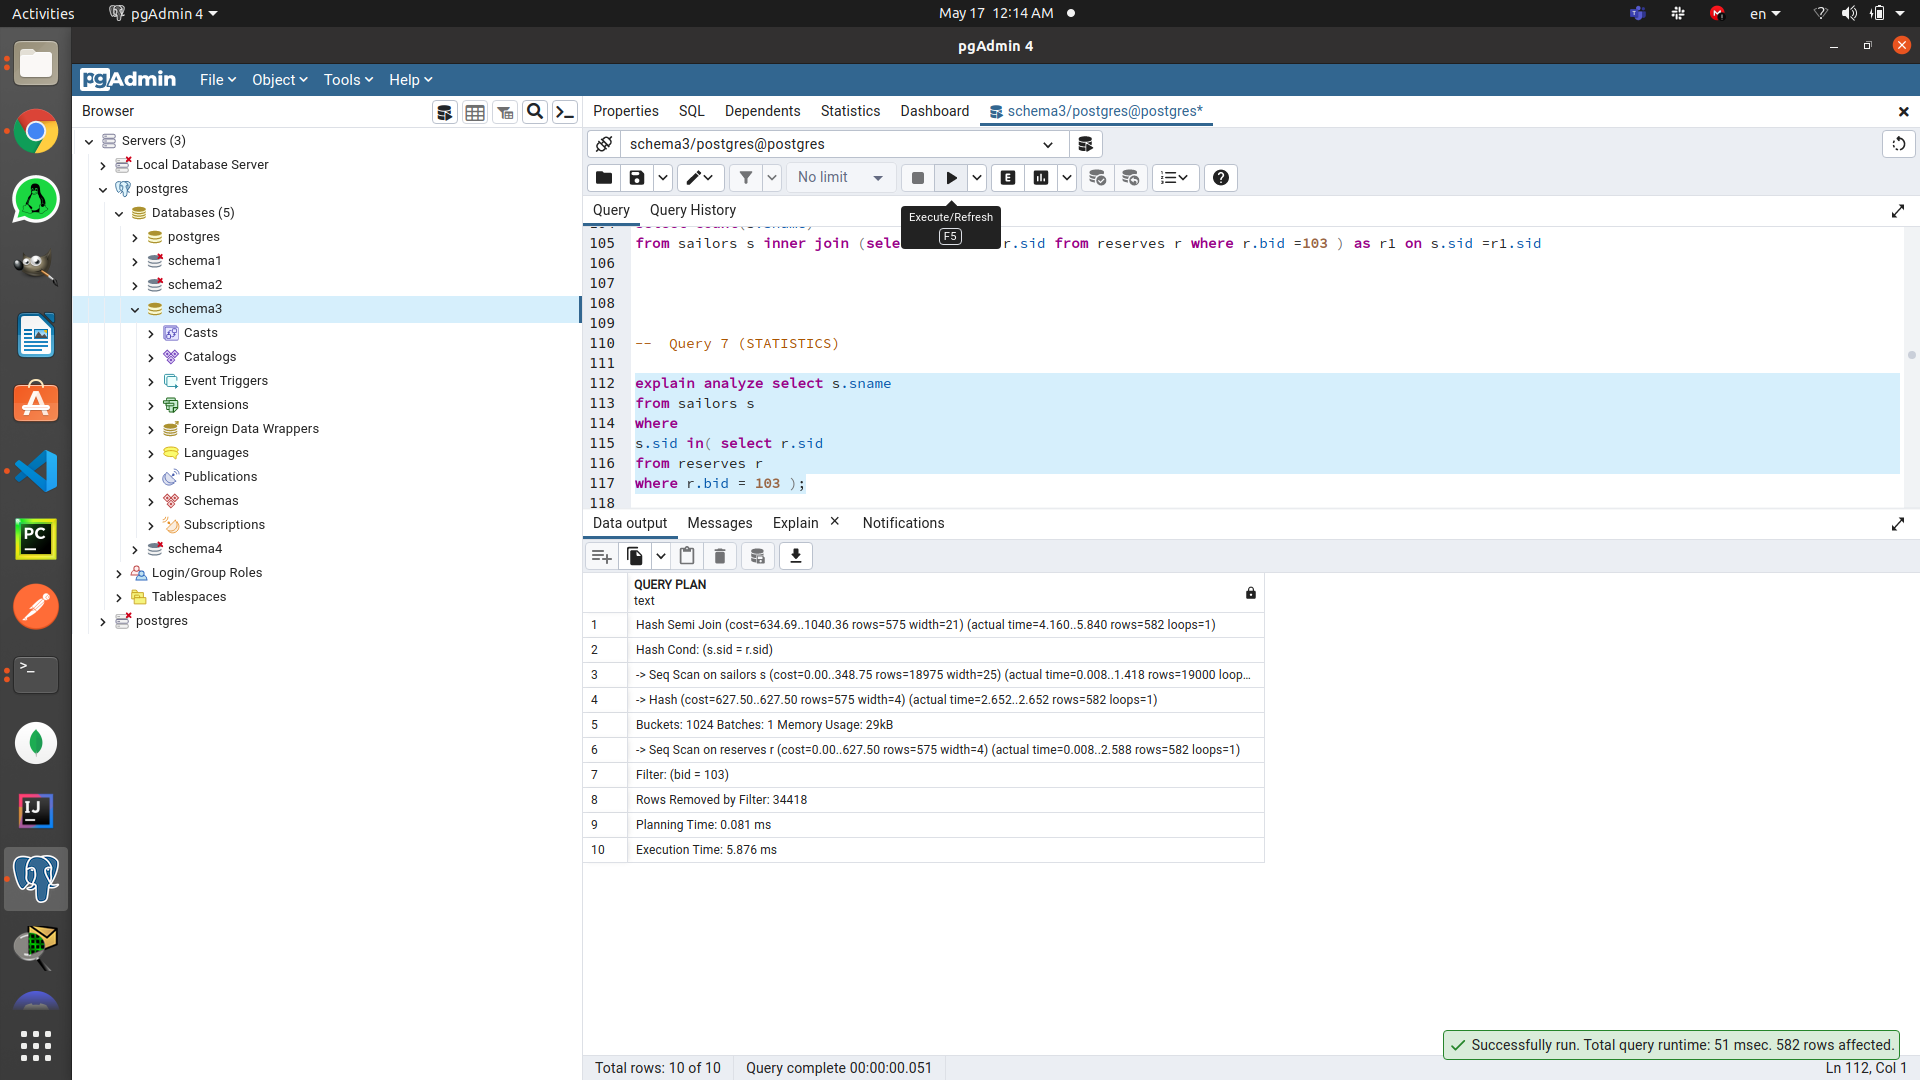 Activities
pgAdmin 4
May 17 12:14 AM
en
pgAdmin 4
pgAdmin
File
Object
Tools
Help
Browser
Servers (3)
Local Database Server
postgres
Databases (5)
postgres
schema1
schema2
schema3
Casts
Catalogs
Event Triggers
Extensions
Foreign Data Wrappers
Languages
Publications
Schemas
Subscriptions
schema4
Login/Group Roles
Tablespaces
postgres
Properties
SQL
Dependents
Statistics
Dashboard
schema3/postgres@postgres*
schema3/postgres@postgres
No limit
E
Query
Query History
Execute/Refresh
F5
105 from sailors s inner join (sele r.sid from reserves r where r.bid =103 ) as r1 on s.sid =r1.sid
106
107
108
109
110 -- Query 7 (STATISTICS)
111
112 explain analyze select s.sname
113 from sailors s
114 where
115 s.sid in( select r.sid
116 from reserves r
117 where r.bid = 103 );
118
Data output
Messages
Explain
Notifications
QUERY PLAN
text
1 Hash Semi Join (cost=634.69..1040.36 rows=575 width=21) (actual time=4.160..5.840 rows=582 loops=1)
2 Hash Cond: (s.sid = r.sid)
3 -> Seq Scan on sailors s (cost=0.00..348.75 rows=18975 width=25) (actual time=0.008..1.418 rows=19000 loop...
4 -> Hash (cost=627.50..627.50 rows=575 width=4) (actual time=2.652..2.652 rows=582 loops=1)
5 Buckets: 1024 Batches: 1 Memory Usage: 29kB
6 -> Seq Scan on reserves r (cost=0.00..627.50 rows=575 width=4) (actual time=0.008..2.588 rows=582 loops=1)
7 Filter: (bid = 103)
8 Rows Removed by Filter: 34418
9 Planning Time: 0.081 ms
10 Execution Time: 5.876 ms
Successfully run. Total query runtime: 51 msec. 582 rows affected.
Total rows: 10 of 10
Query complete 00:00:00.051
Ln 112, Col 1
PC
IJ